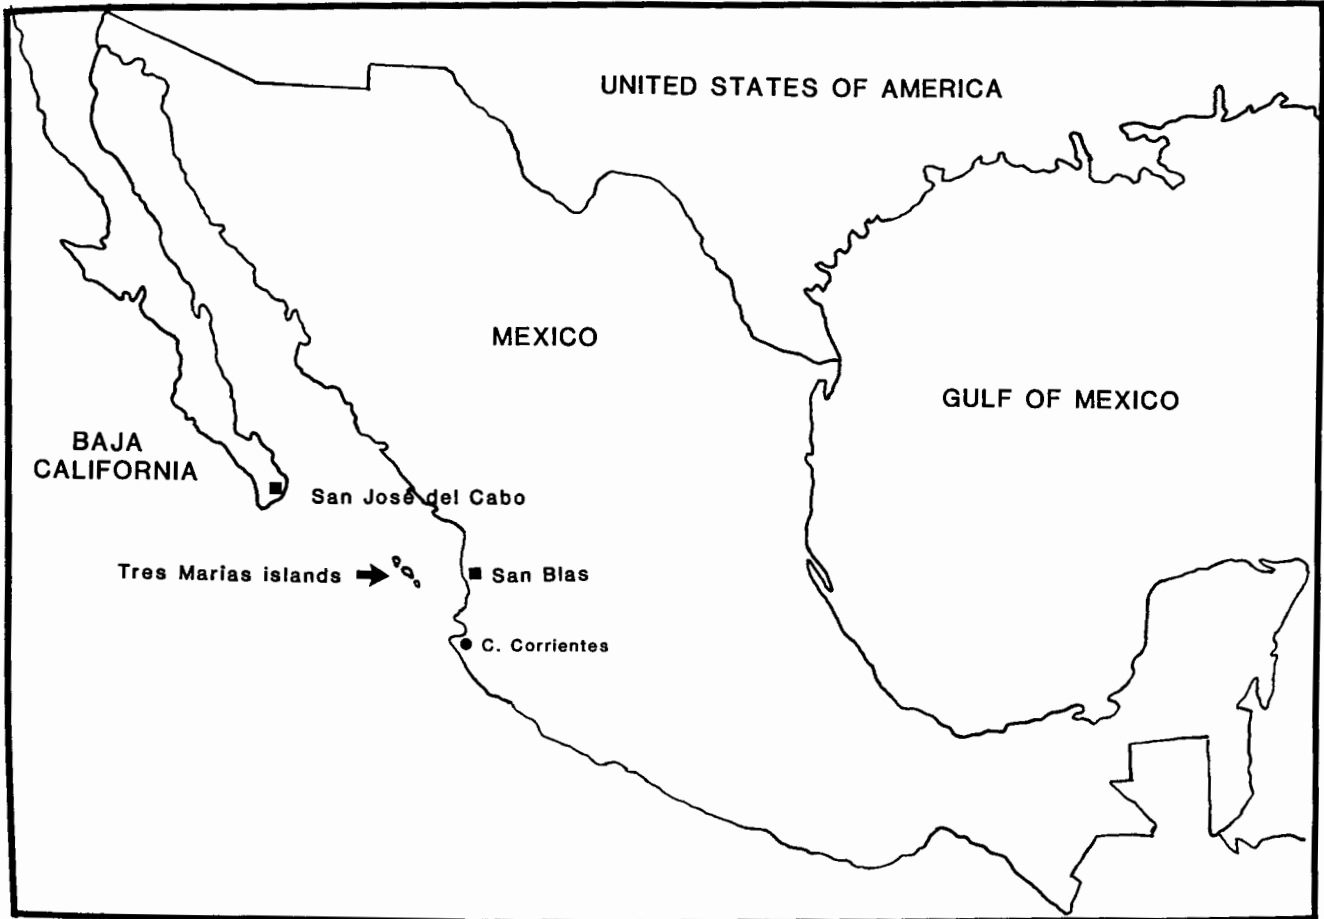 UNITED STATES OF AMERICA
MEXICO
GULF OF MEXICO
BAJA
CALIFORNIA
San José del Cabo
Tres Marias islands
San Blas
C. Corrientes